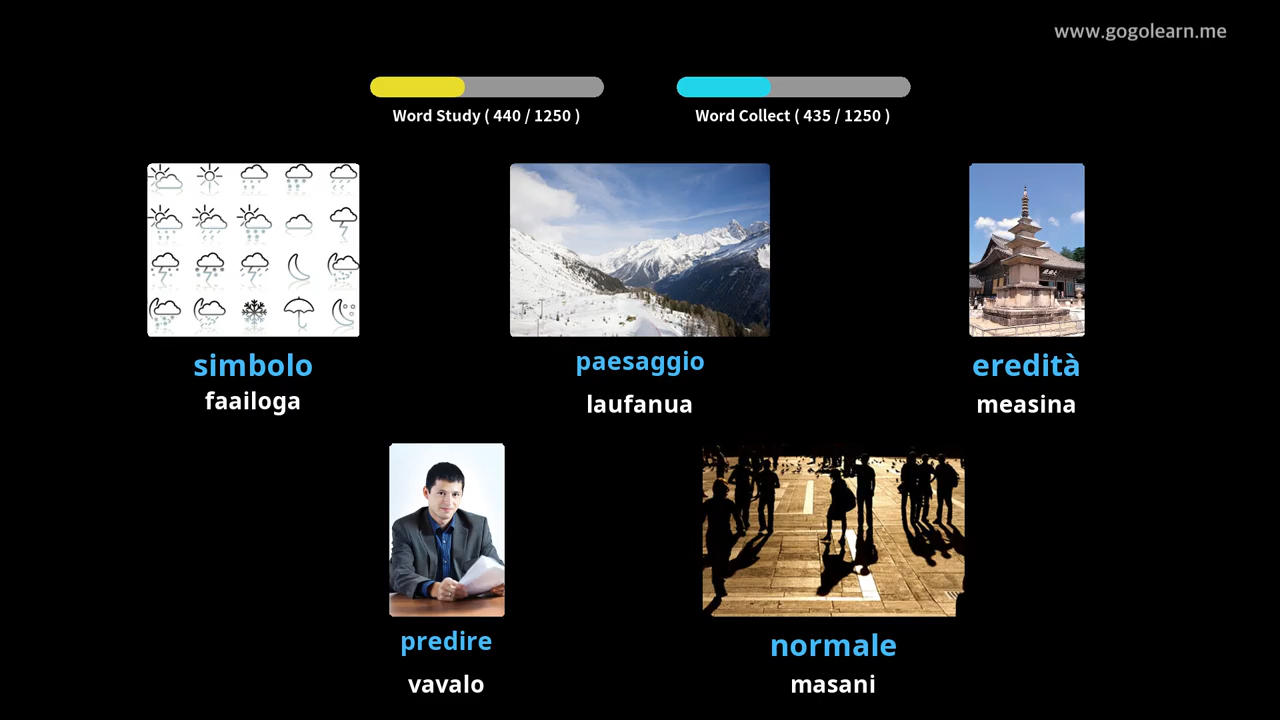 www.gogolearn.me
Word Study ( 440 / 1250 )
Word Collect ( 435 / 1250 )
simbolo
faailoga
paesaggio
laufanua
eredità
measina
predire
vavalo
normale
masani